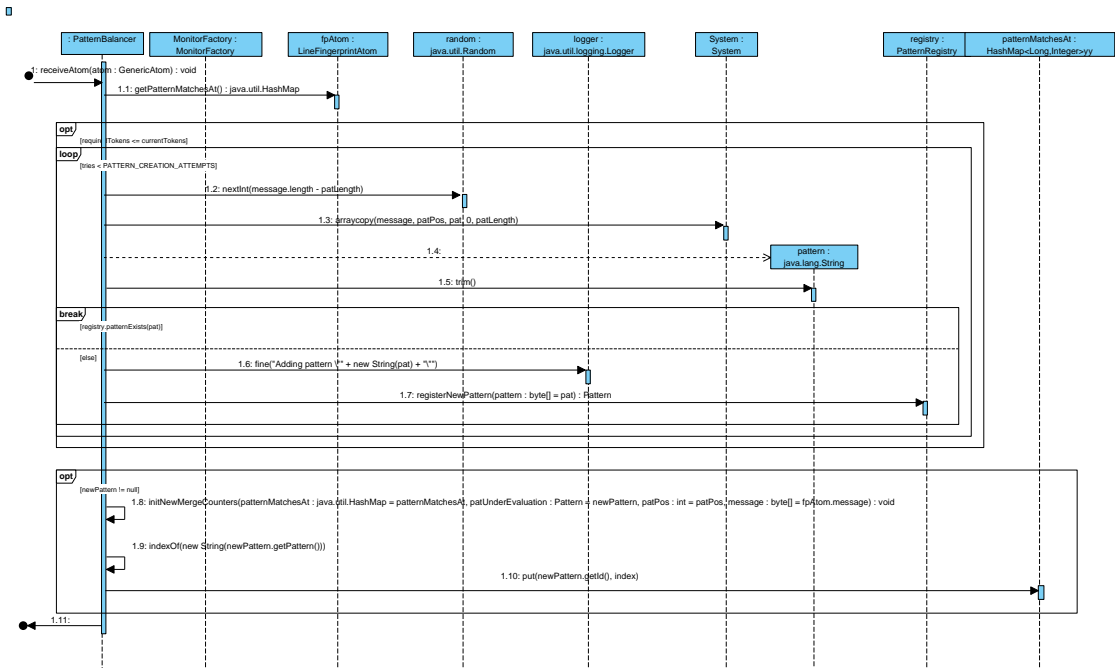 : PatternBalancer
MonitorFactory :
MonitorFactory
fpAtom :
LineFingerprintAtom
random :
java.util.Random
logger :
java.util.logging.Logger
System :
System
registry :
PatternRegistry
patternMatchesAt :
HashMap<Long,Integer>yy
1: receiveAtom(atom : GenericAtom) : void
1.1: getPatternMatchesAt() : java.util.HashMap
opt
[requiredTokens <= currentTokens]
loop
[tries < PATTERN_CREATION_ATTEMPTS]
1.2: nextInt(message.length - patLength)
1.3: arraycopy(message, patPos, pat, 0, patLength)
1.4:
pattern :
java.lang.String
1.5: trim()
break
[registry.patternExists(pat)]
[else]
1.6: fine("Adding pattern \"" + new String(pat) + "\"")
1.7: registerNewPattern(pattern : byte[] = pat) : Pattern
opt
[newPattern != null]
1.8: initNewMergeCounters(patternMatchesAt : java.util.HashMap = patternMatchesAt, patUnderEvaluation : Pattern = newPattern, patPos : int = patPos, message : byte[] = fpAtom.message) : void
1.9: indexOf(new String(newPattern.getPattern()))
1.10: put(newPattern.getId(), index)
1.11: